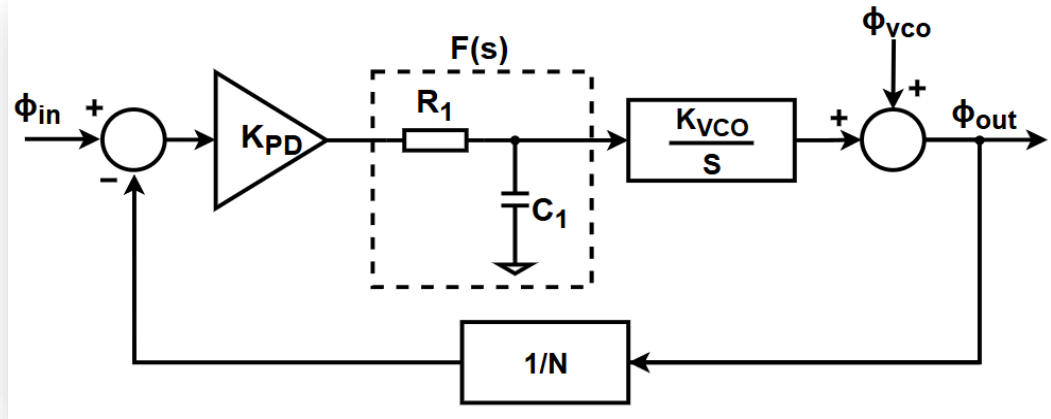 F(s)
ϕvco
ϕin
+
−
KPD
R1
C1
KVCO
S
+
+
ϕout
1/N